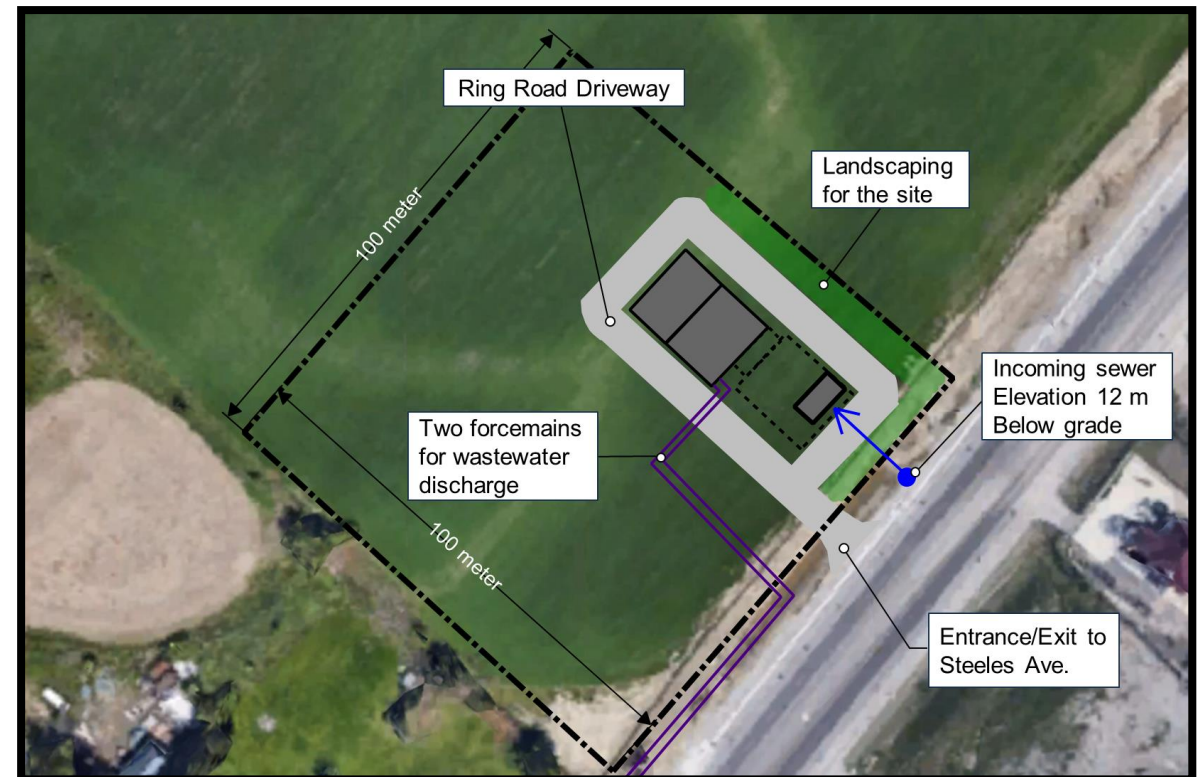 Ring Road Driveway
Landscaping
for the site
100 meter
Incoming sewer
Elevation 12 m
Below grade
Two forcemains
for wastewater
discharge
100 meter
Entrance/Exit to
Steeles Ave.